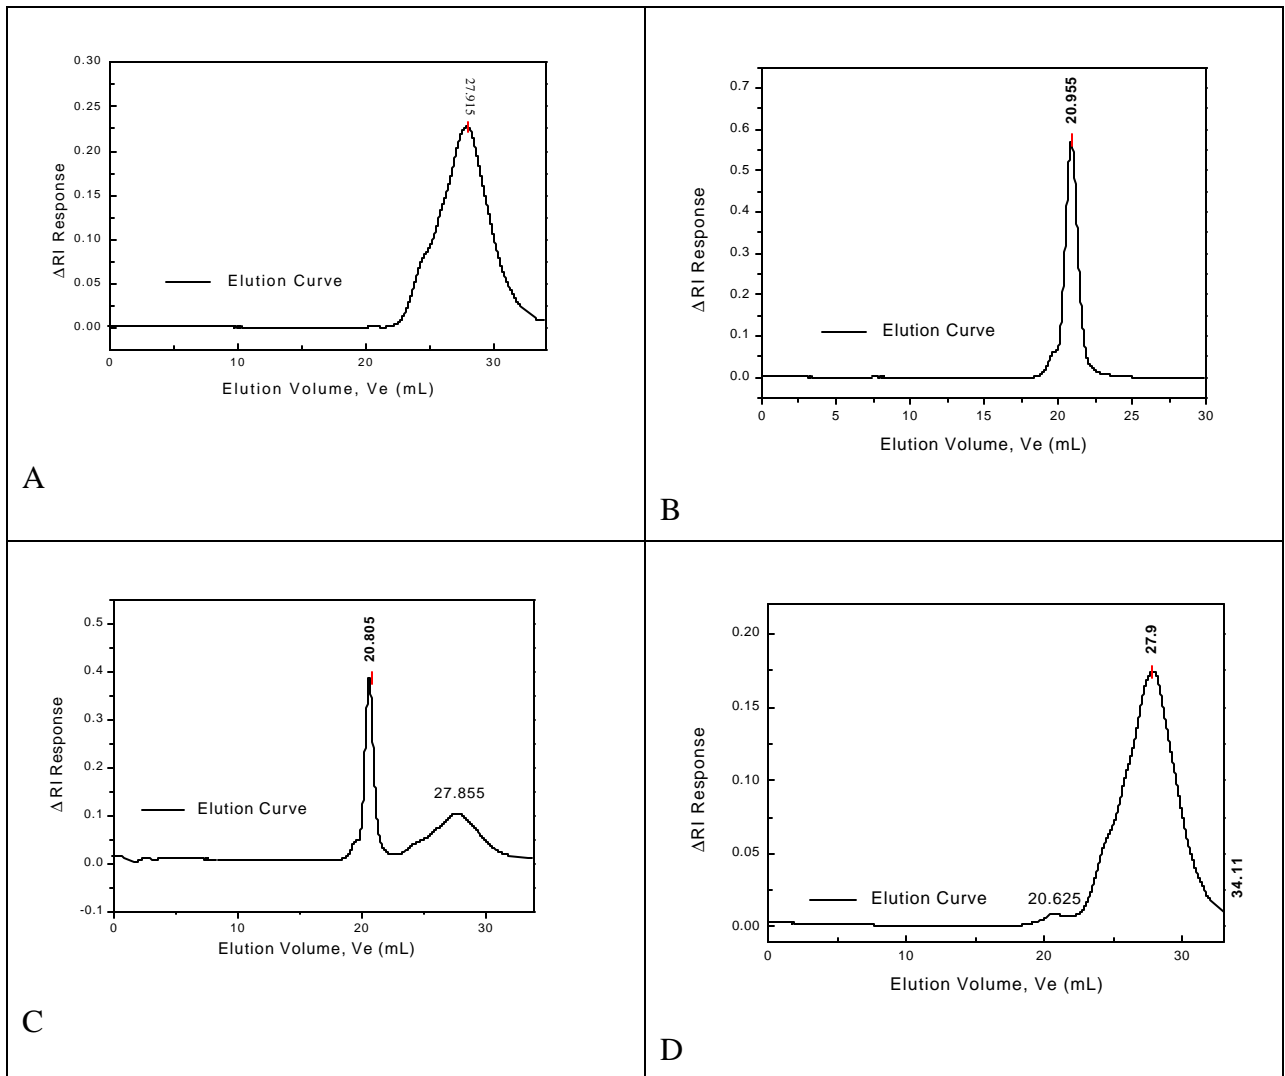 0.30
0.25
0.20
0.15
0.10
0.05
0.00
ΔRI Response
27.915
Elution Curve
0 10 20 30
Elution Volume, Ve (mL)
A
0.7
0.6
0.5
0.4
0.3
0.2
0.1
0.0
ΔRI Response
20.955
Elution Curve
0 5 10 15 20 25 30
Elution Volume, Ve (mL)
B
0.5
0.4
0.3
0.2
0.1
0.0
-0.1
ΔRI Response
20.805
27.855
Elution Curve
0 10 20 30
Elution Volume, Ve (mL)
C
0.20
0.15
0.10
0.05
0.00
ΔRI Response
27.9
34.11
Elution Curve
20.625
0 10 20 30
Elution Volume, Ve (mL)
D